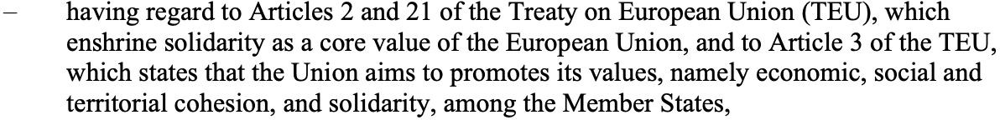 – having regard to Articles 2 and 21 of the Treaty on European Union (TEU), which
enshrine solidarity as a core value of the European Union, and to Article 3 of the TEU,
which states that the Union aims to promotes its values, namely economic, social and
territorial cohesion, and solidarity, among the Member States,